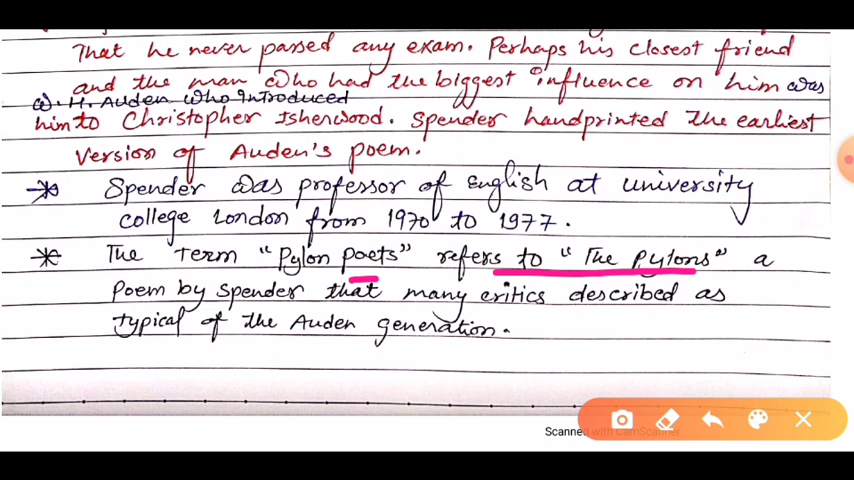 That he never passed any exam. Perhaps his closest friend
and the man who had the biggest influence on him was
W. H. Auden who introduced
him to Christopher Isherwood. Spender handprinted the earliest
version of Auden's poem.
Spender was professor of English at university
college London from 1970 to 1977.
The term "Pylon poets" refers to "The Pylons" a
Poem by Spender that many critics described as
typical of the Auden generation.
Scanned with CamScanner